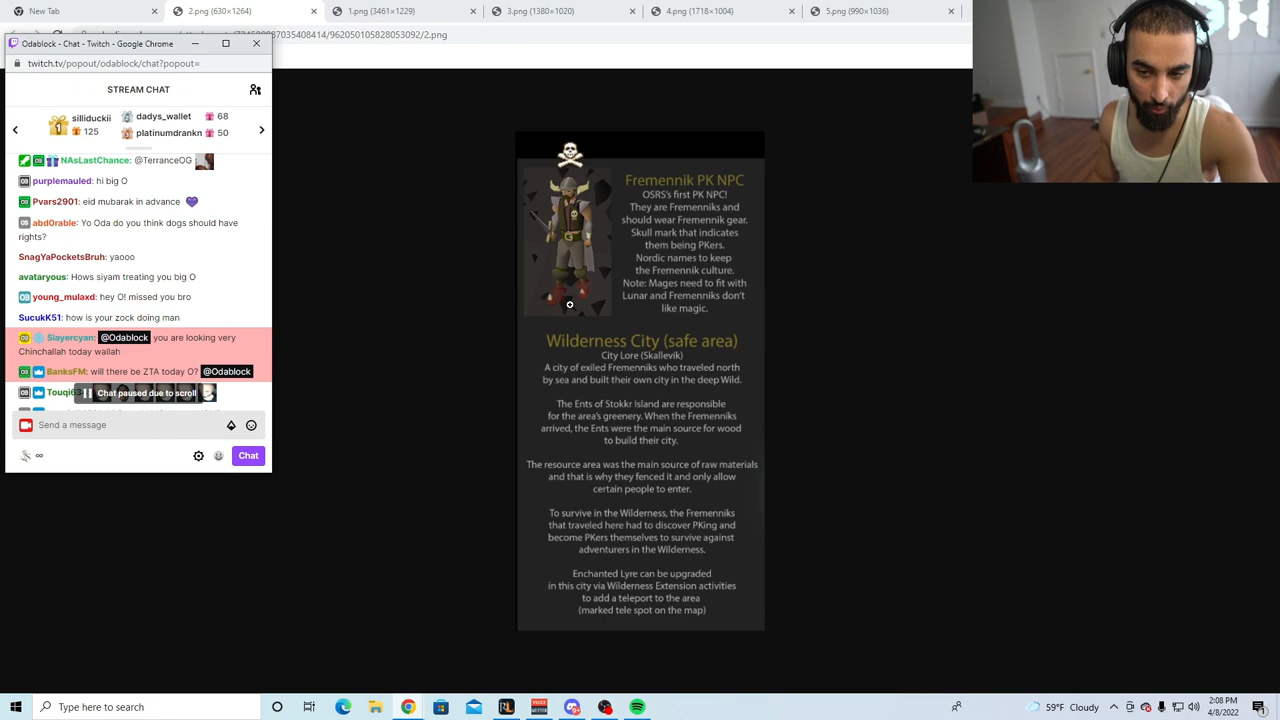 New Tab
2.png (630×1264)
1.png (3461×1229)
3.png (1380×1020)
4.png (1718×1004)
5.png (990×1036)
962050105828053092/2.png
Odablock - Chat - Twitch - Google Chrome
twitch.tv/popout/odablock/chat?popout=
STREAM CHAT
silliduckii
125
dadys_wallet 68
platinumdrankn 50
NAsLastChance: @TerranceOG
purplemauled: hi big O
Pvars2901: eid mubarak in advance
abd0rable: Yo Oda do you think dogs should have
rights?
SnagYaPocketsBruh: yaooo
avataryous: Hows siyam treating you big O
young_mulaxd: hey O! missed you bro
SucukK51: how is your zock doing man
Slayercyan: @Odablock you are looking very
Chinchallah today wallah
BanksFM: will there be ZTA today O? @Odablock
Chat paused due to scroll
Send a message
∞
Chat
Fremennik PK NPC
OSRS's first PK NPC!
They are Fremenniks and
should wear Fremennik gear.
Skull mark that indicates
them being PKers.
Nordic names to keep
the Fremennik culture.
Note: Mages need to fit with
Lunar and Fremenniks don't
like magic.
Wilderness City (safe area)
City Lore (Skallevik)
A city of exiled Fremenniks who traveled north
by sea and built their own city in the deep Wild.
The Ents of Stokkr Island are responsible
for the area's greenery. When the Fremenniks
arrived, the Ents were the main source for wood
to build their city.
The resource area was the main source of raw materials
and that is why they fenced it and only allow
certain people to enter.
To survive in the Wilderness, the Fremenniks
that traveled here had to discover PKing and
become PKers themselves to survive against
adventurers in the Wilderness.
Enchanted Lyre can be upgraded
in this city via Wilderness Extension activities
to add a teleport to the area
(marked tele spot on the map)
Type here to search
59°F Cloudy
2:08 PM
4/8/2022